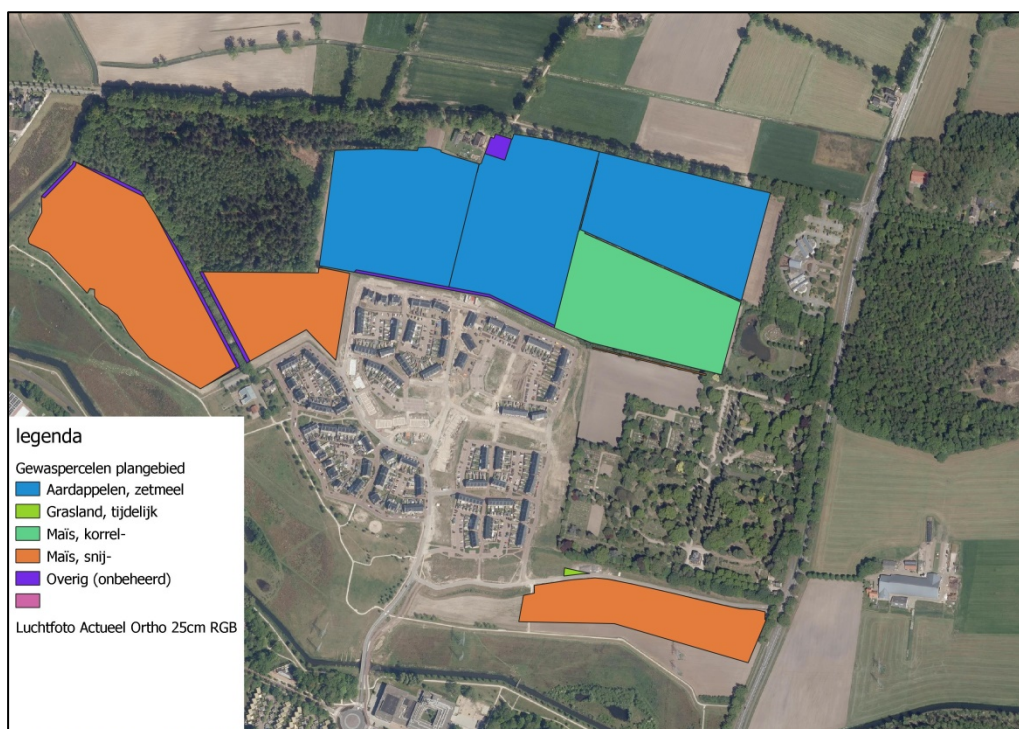 legenda
Gewaspercelen plangebied
Aardappelen, zetmeel
Grasland, tijdelijk
Maïs, korrel-
Maïs, snij-
Overig (onbeheerd)
Luchtfoto Actueel Ortho 25cm RGB